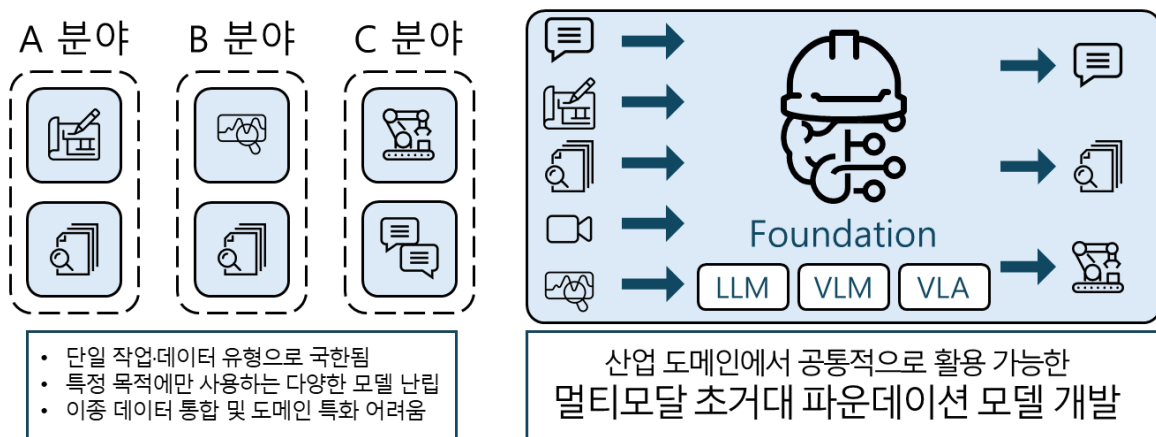 A 분야
B 분야
C 분야
• 단일 작업·데이터 유형으로 국한됨
• 특정 목적에만 사용하는 다양한 모델 난립
• 이종 데이터 통합 및 도메인 특화 어려움
Foundation
LLM
VLM
VLA
산업 도메인에서 공통적으로 활용 가능한
멀티모달 초거대 파운데이션 모델 개발